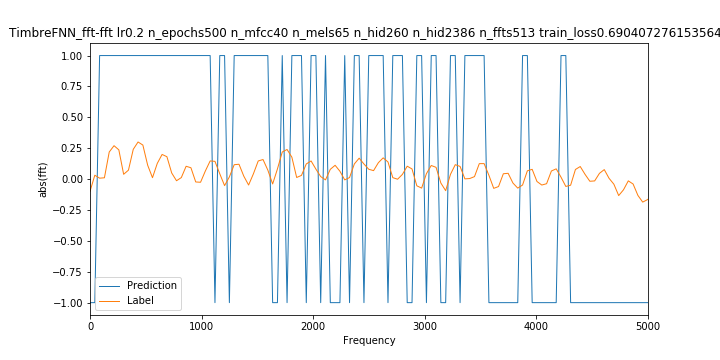 TimbreFNN_fft-fft lr0.2 n_epochs500 n_mfcc40 n_mels65 n_hid260 n_hid2386 n_ffts513 train_loss0.690407276153564
1.00
0.75
0.50
0.25
0.00
−0.25
−0.50
−0.75
−1.00
abs(fft)
Prediction
Label
0 1000 2000 3000 4000 5000
Frequency